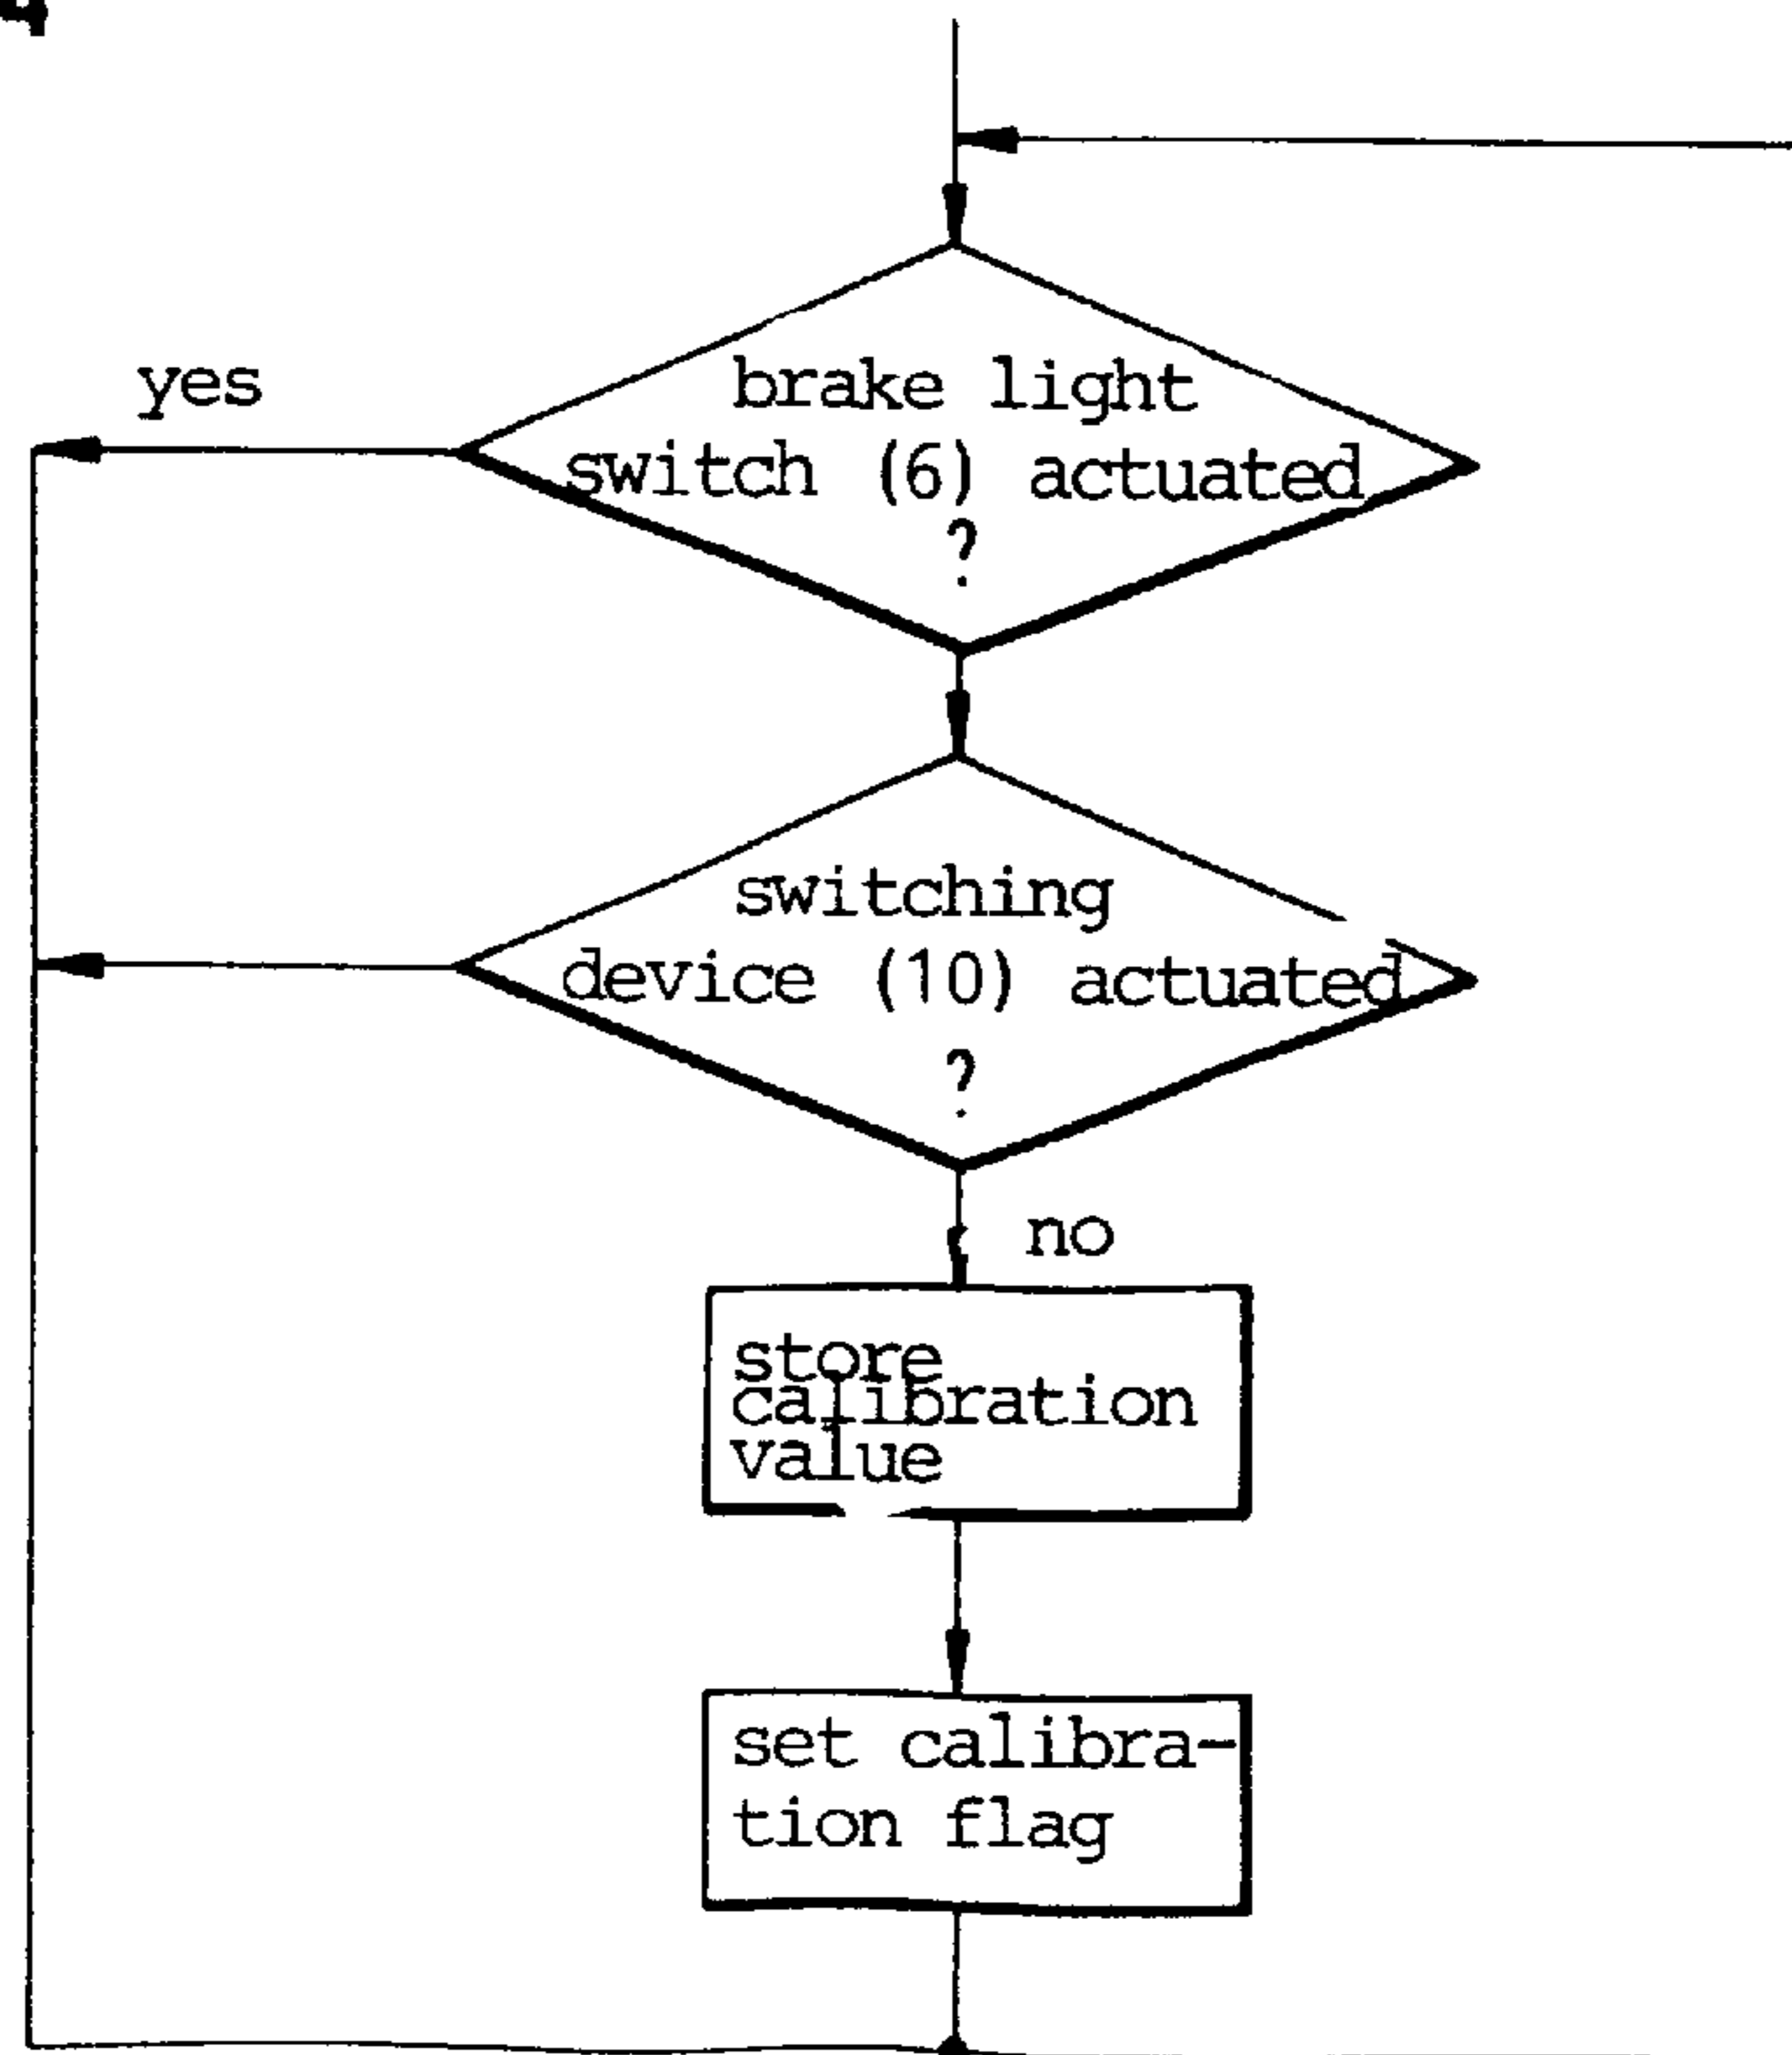 yes
brake light
switch (6) actuated
?
switching
device (10) actuated
?
no
store
calibration
value
set calibra-
tion flag